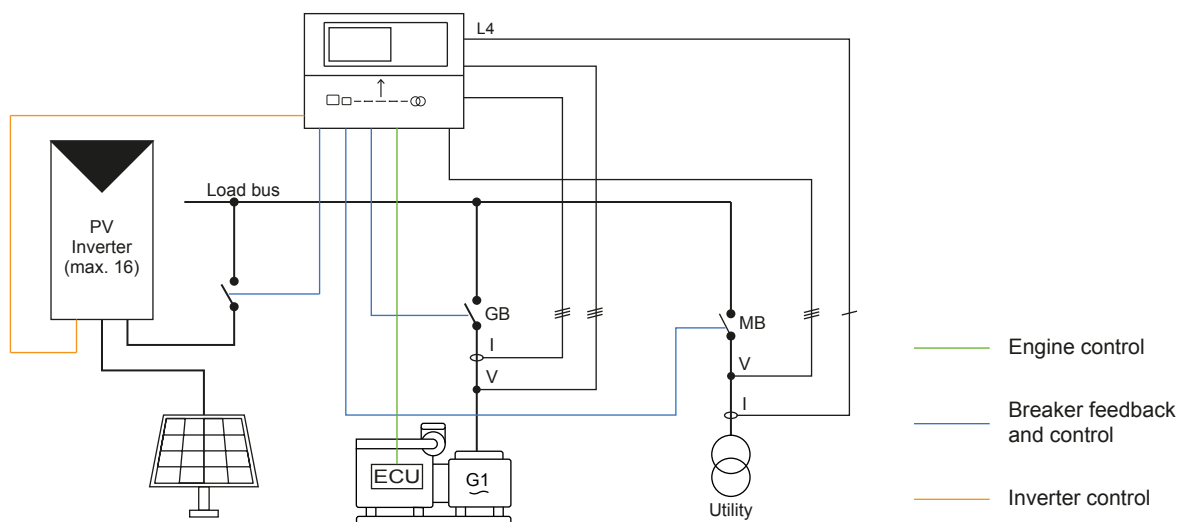 L4
Load bus
PV
Inverter
(max. 16)
GB
I
V
MB
V
I
ECU
G1
Utility
Engine control
Breaker feedback
and control
Inverter control